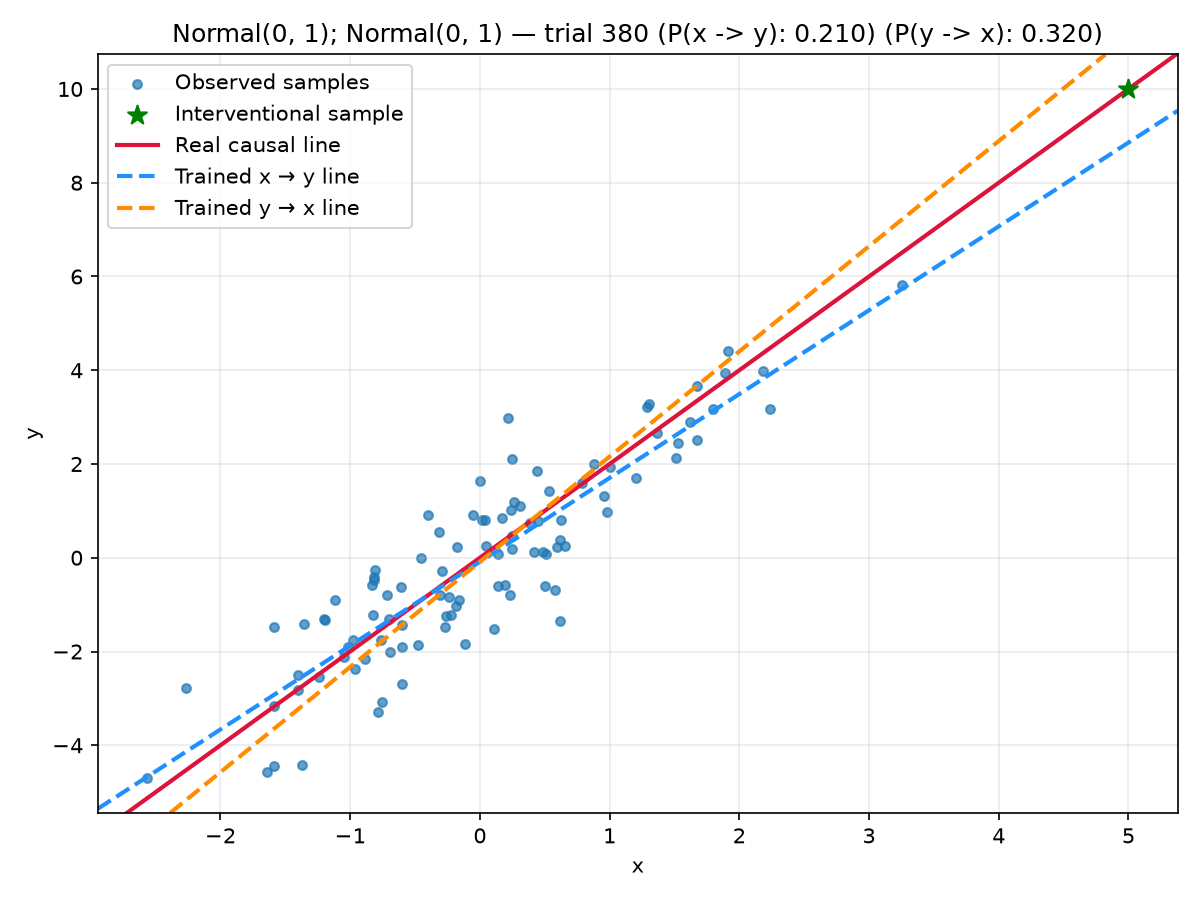 Normal(0, 1); Normal(0, 1) — trial 380 (P(x -> y): 0.210) (P(y -> x): 0.320)
Observed samples
Interventional sample
Real causal line
Trained x → y line
Trained y → x line
10
8
6
4
2
0
−2
−4
y
−2 −1 0 1 2 3 4 5
x